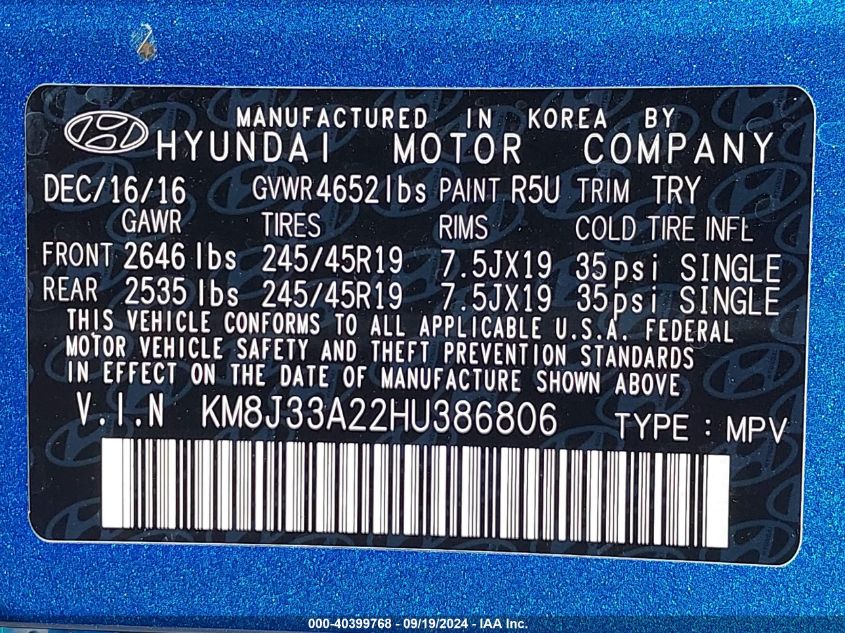 MANUFACTURED IN KOREA BY
HYUNDAI MOTOR COMPANY
DEC/16/16 GVWR 4652 lbs PAINT R5U TRIM TRY
GAWR TIRES RIMS COLD TIRE INFL
FRONT 2646 lbs 245/45R19 7.5JX19 35psi SINGLE
REAR 2535 lbs 245/45R19 7.5JX19 35psi SINGLE
THIS VEHICLE CONFORMS TO ALL APPLICABLE U.S.A. FEDERAL
MOTOR VEHICLE SAFETY AND THEFT PREVENTION STANDARDS
IN EFFECT ON THE DATE OF MANUFACTURE SHOWN ABOVE
V.I.N KM8J33A22HU386806 TYPE : MPV
000-40399768 - 09/19/2024 - IAA Inc.